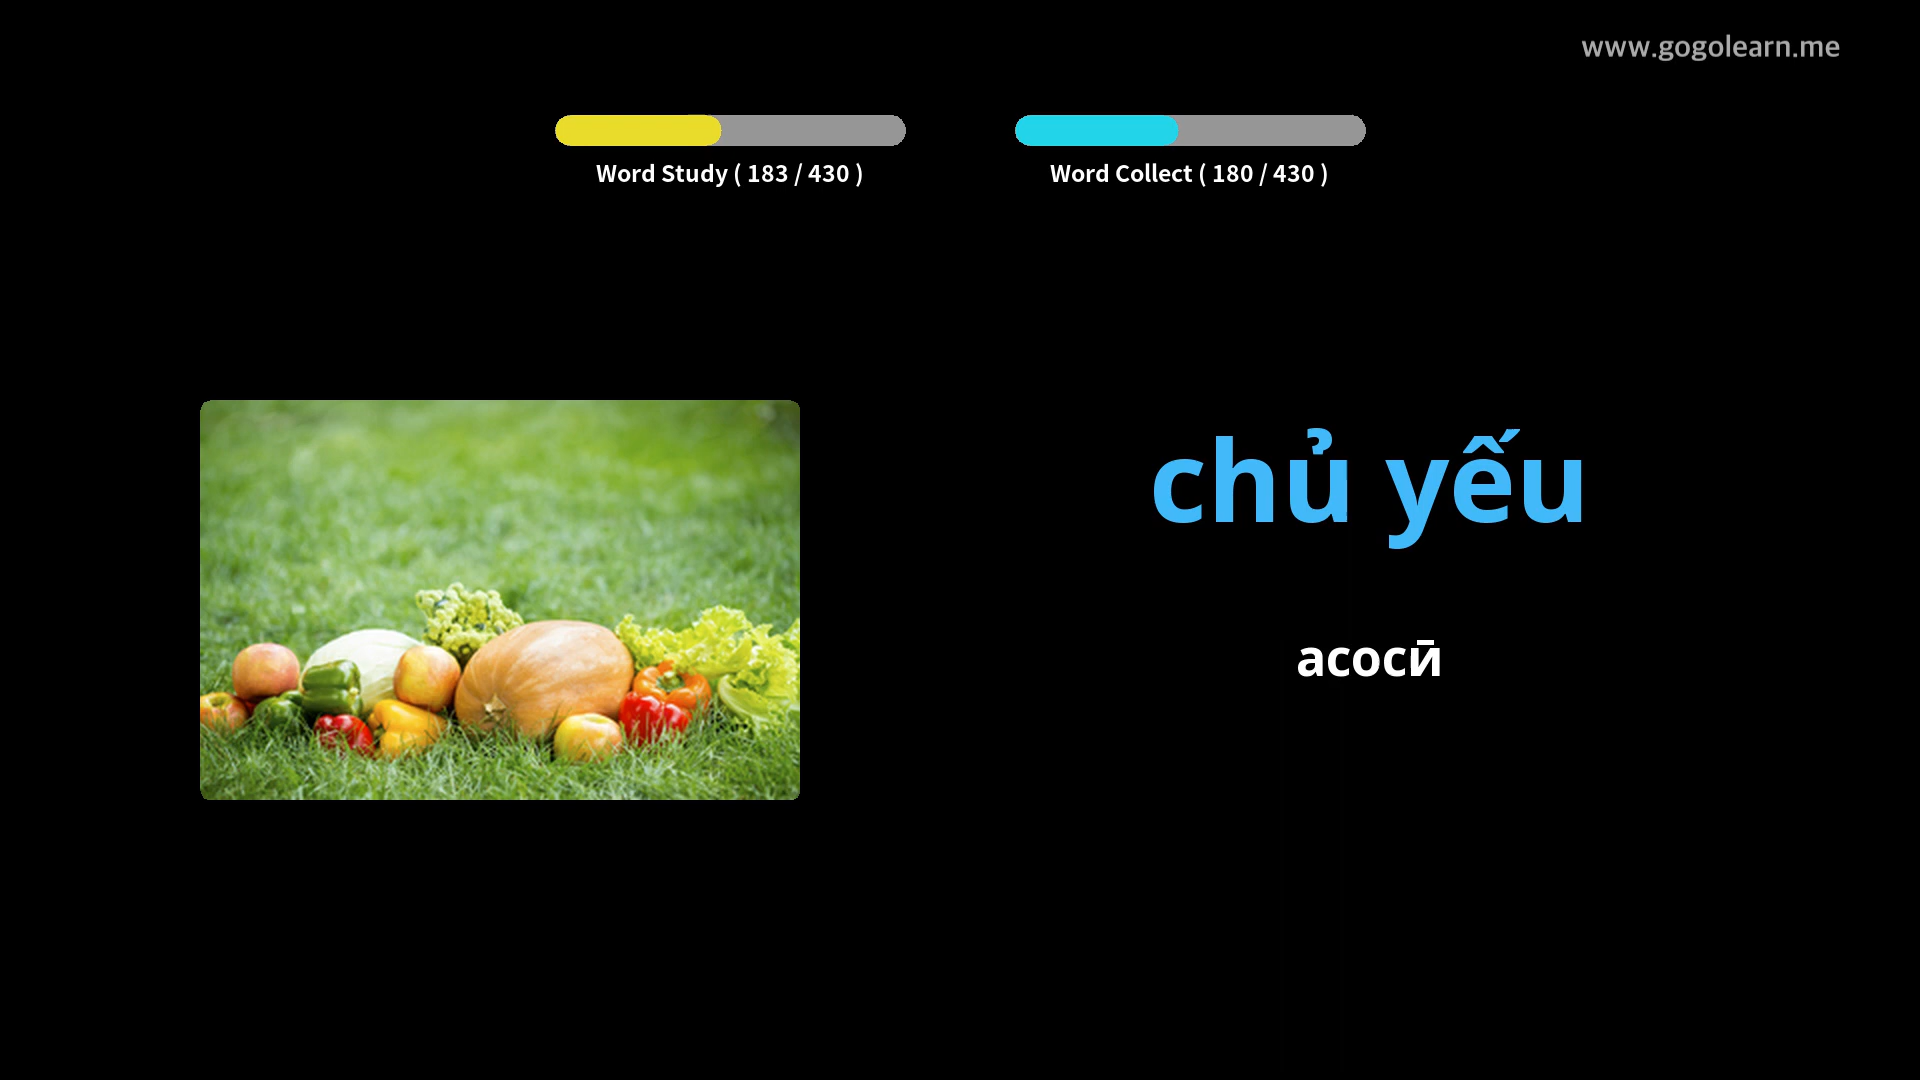 www.gogolearn.me
Word Study ( 183 / 430 )
Word Collect ( 180 / 430 )
chủ yếu
асосӣ